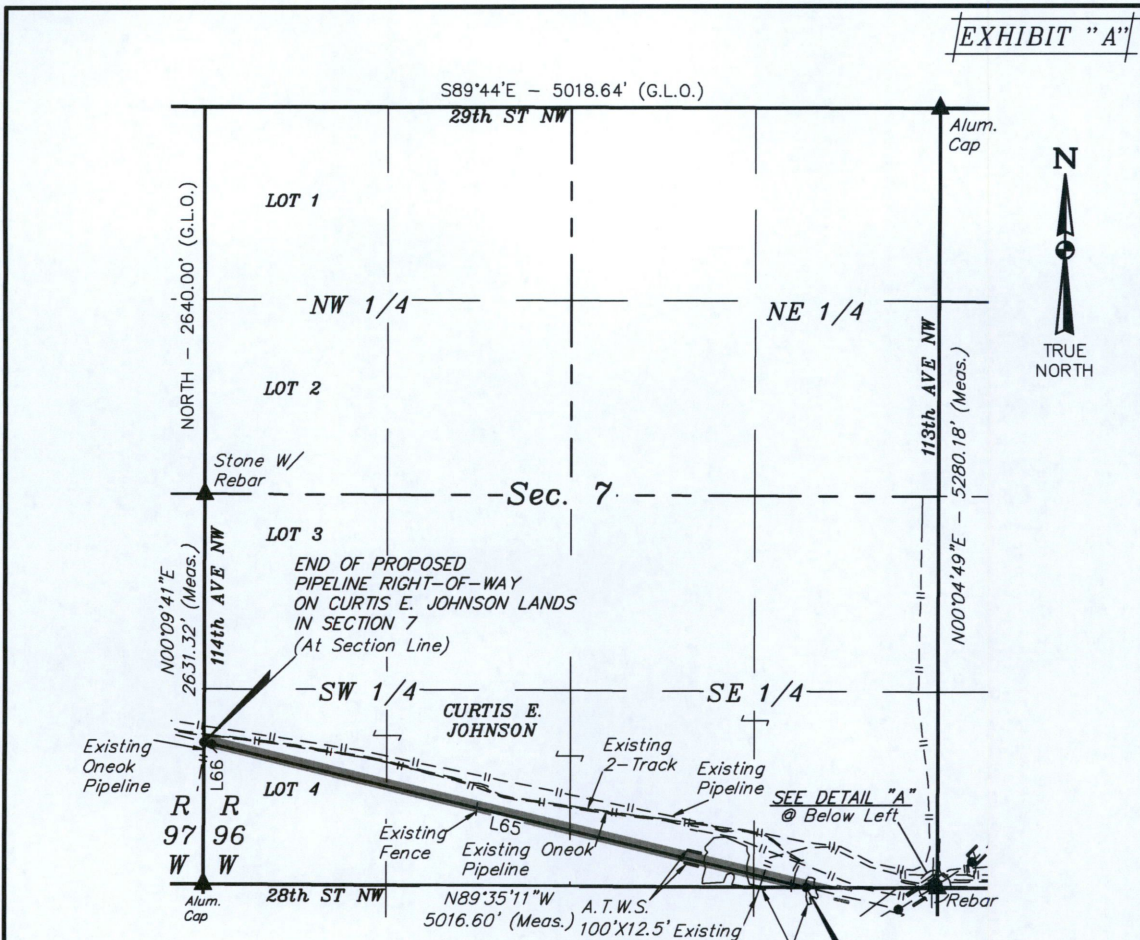 EXHIBIT "A"
S89°44'E - 5018.64' (G.L.O.)
29th ST NW
Alum.
Cap
N
TRUE
NORTH
LOT 1
NORTH - 2640.00' (G.L.O.)
NW 1/4
NE 1/4
LOT 2
113th AVE NW
N00°04'49"E - 5280.18' (Meas.)
Stone W/
Rebar
Sec. 7
LOT 3
END OF PROPOSED
PIPELINE RIGHT-OF-WAY
ON CURTIS E. JOHNSON LANDS
IN SECTION 7
(At Section Line)
N00°09'41"E
2631.32' (Meas.)
114th AVE NW
SW 1/4
SE 1/4
CURTIS E.
JOHNSON
Existing
Oneok
Pipeline
L66
LOT 4
Existing
2-Track
Existing
Pipeline
SEE DETAIL "A"
@ Below Left
R
97
W
R
96
W
Existing
Fence
L65
Existing Oneok
Pipeline
Alum.
Cap
28th ST NW
N89°35'11"W
5016.60' (Meas.)
A.T.W.S.
100'X12.5'
Existing
Rebar